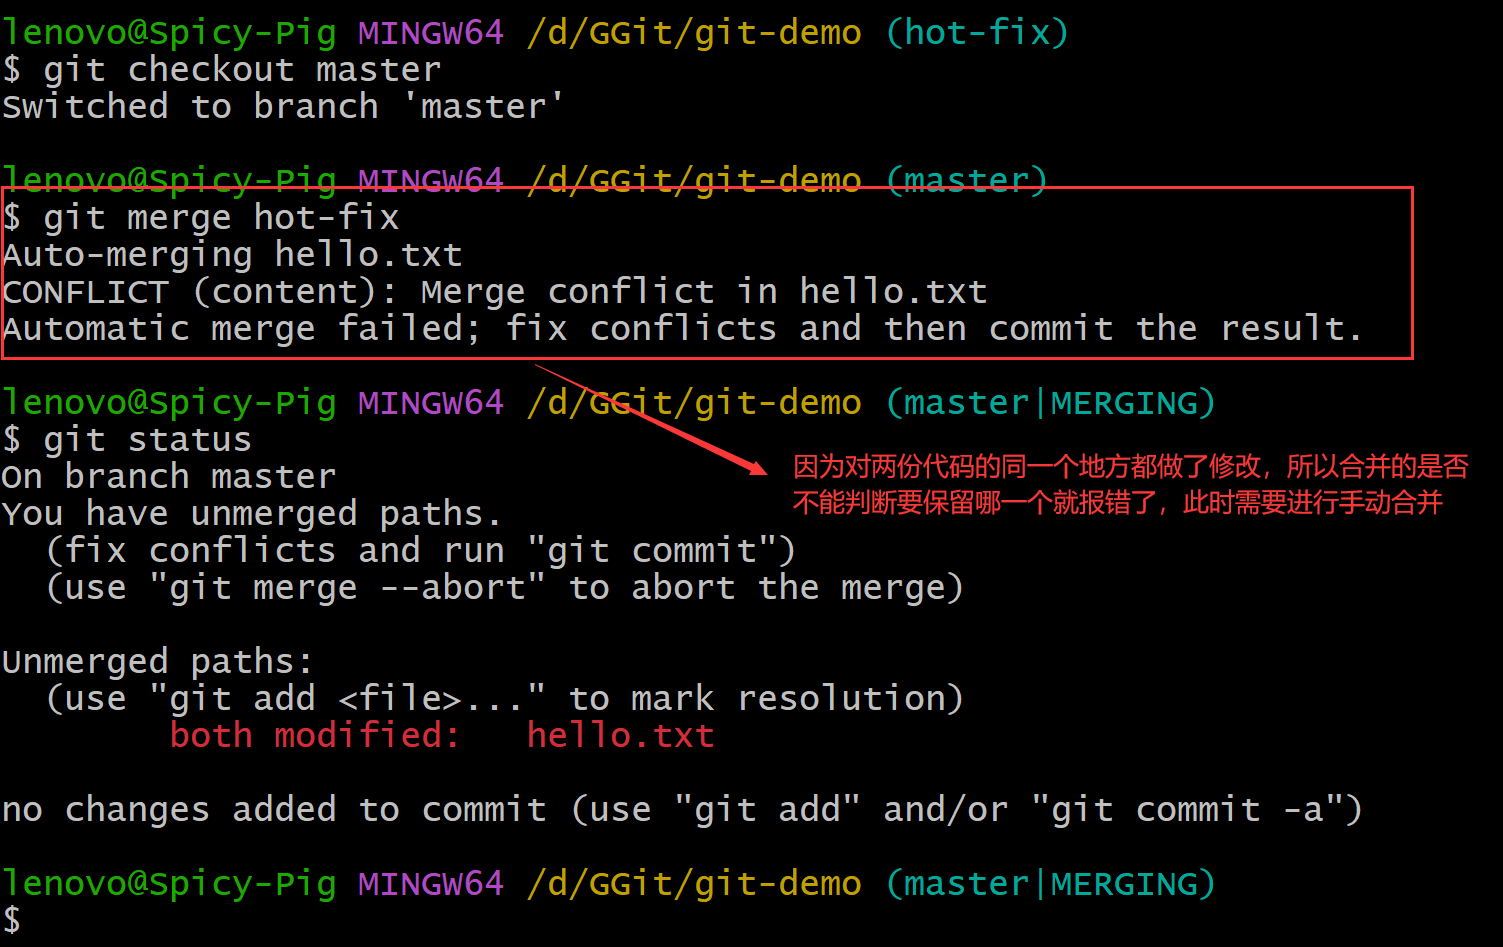 lenovo@Spicy-Pig MINGW64 /d/GGit/git-demo (hot-fix)
$ git checkout master
Switched to branch 'master'
lenovo@Spicy-Pig MINGW64 /d/GGit/git-demo (master)
$ git merge hot-fix
Auto-merging hello.txt
CONFLICT (content): Merge conflict in hello.txt
Automatic merge failed; fix conflicts and then commit the result.
lenovo@Spicy-Pig MINGW64 /d/GGit/git-demo (master|MERGING)
$ git status
On branch master
You have unmerged paths.
  (fix conflicts and run "git commit")
  (use "git merge --abort" to abort the merge)
因为对两份代码的同一个地方都做了修改，所以合并的是否
不能判断要保留哪一个就报错了，此时需要进行手动合并
Unmerged paths:
  (use "git add <file>..." to mark resolution)
        both modified:   hello.txt
no changes added to commit (use "git add" and/or "git commit -a")
lenovo@Spicy-Pig MINGW64 /d/GGit/git-demo (master|MERGING)
$